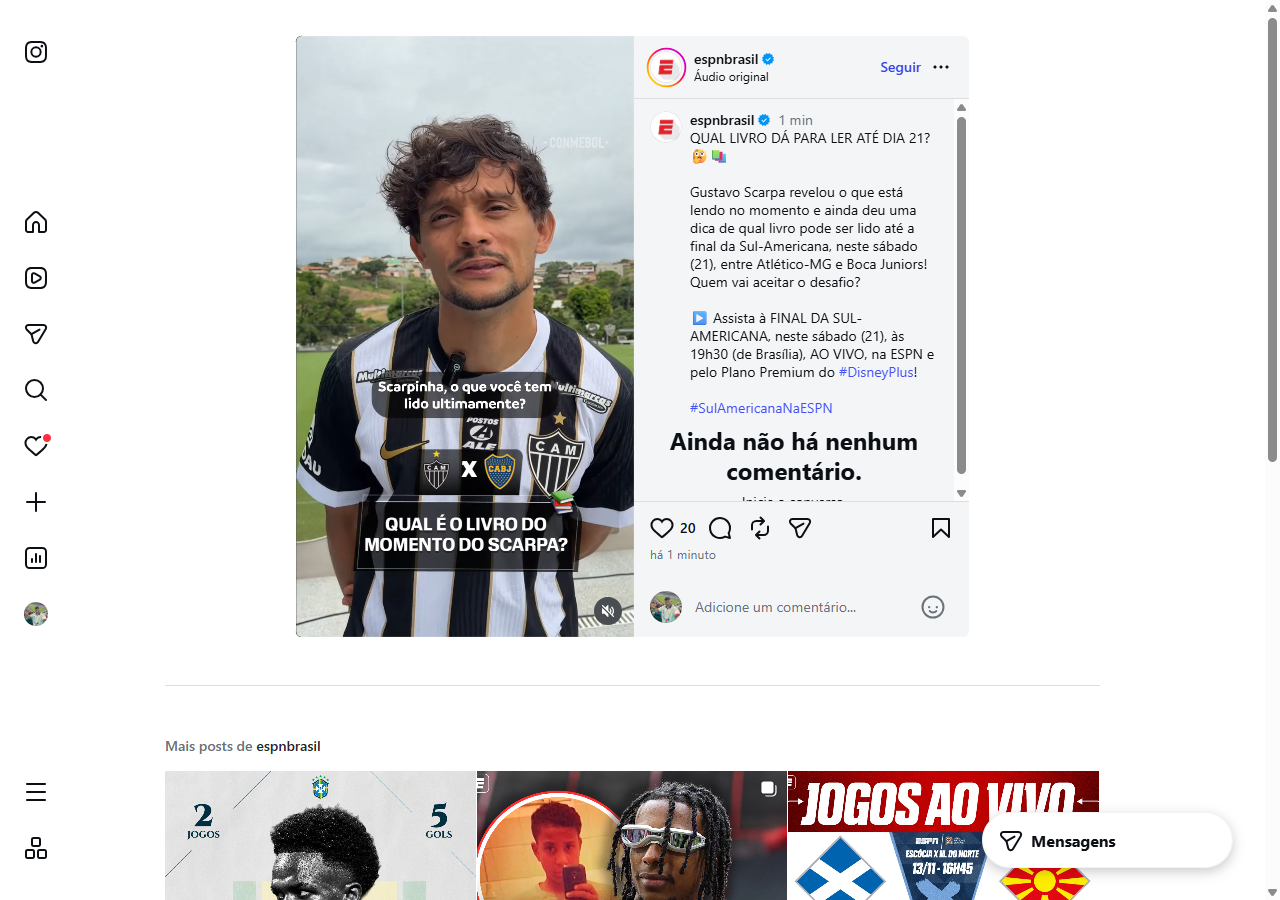 CONMEBOL
Multimarcas
Multimarcas
Scarpinha, o que você tem
lido ultimamente?
POSTOS
ALE
CAM
CAM
X
CABJ
QUAL É O LIVRO DO
MOMENTO DO SCARPA?
espnbrasil
Áudio original
Seguir
espnbrasil 1 min
QUAL LIVRO DÁ PARA LER ATÉ DIA 21?
Gustavo Scarpa revelou o que está
lendo no momento e ainda deu uma
dica de qual livro pode ser lido até a
final da Sul-Americana, neste sábado
(21), entre Atlético-MG e Boca Juniors!
Quem vai aceitar o desafio?
Assista à FINAL DA SUL-
AMERICANA, neste sábado (21), às
19h30 (de Brasília), AO VIVO, na ESPN e
pelo Plano Premium do #DisneyPlus!
#SulAmericanaNaESPN
Ainda não há nenhum
comentário.
20
há 1 minuto
Adicione um comentário...
Mais posts de espnbrasil
2
JOGOS
5
GOLS
JOGOS AO VIVO
ESPN
ESCÓCIA X M. DO NORTE
13/11 - 16H45
Mensagens